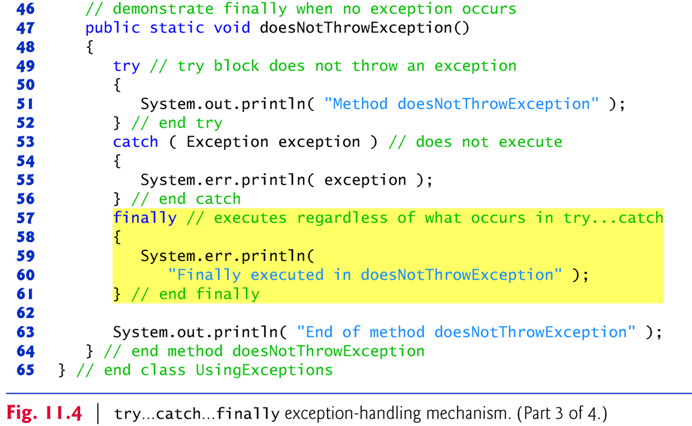 46 // demonstrate finally when no exception occurs
47 public static void doesNotThrowException()
48 {
49 try // try block does not throw an exception
50 {
51 System.out.println( "Method doesNotThrowException" );
52 } // end try
53 catch ( Exception exception ) // does not execute
54 {
55 System.err.println( exception );
56 } // end catch
57 finally // executes regardless of what occurs in try...catch
58 {
59 System.err.println(
60 "Finally executed in doesNotThrowException" );
61 } // end finally
62
63 System.out.println( "End of method doesNotThrowException" );
64 } // end method doesNotThrowException
65 } // end class UsingExceptions
Fig. 11.4 | try...catch...finally exception-handling mechanism. (Part 3 of 4.)